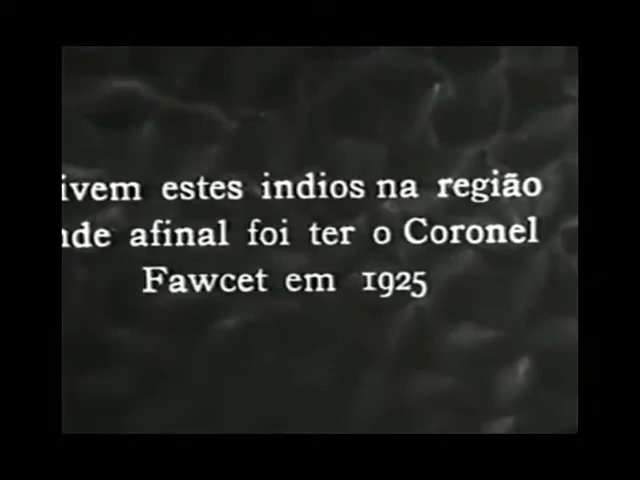 ivem estes indios na região
nde afinal foi ter o Coronel
Fawcet em 1925